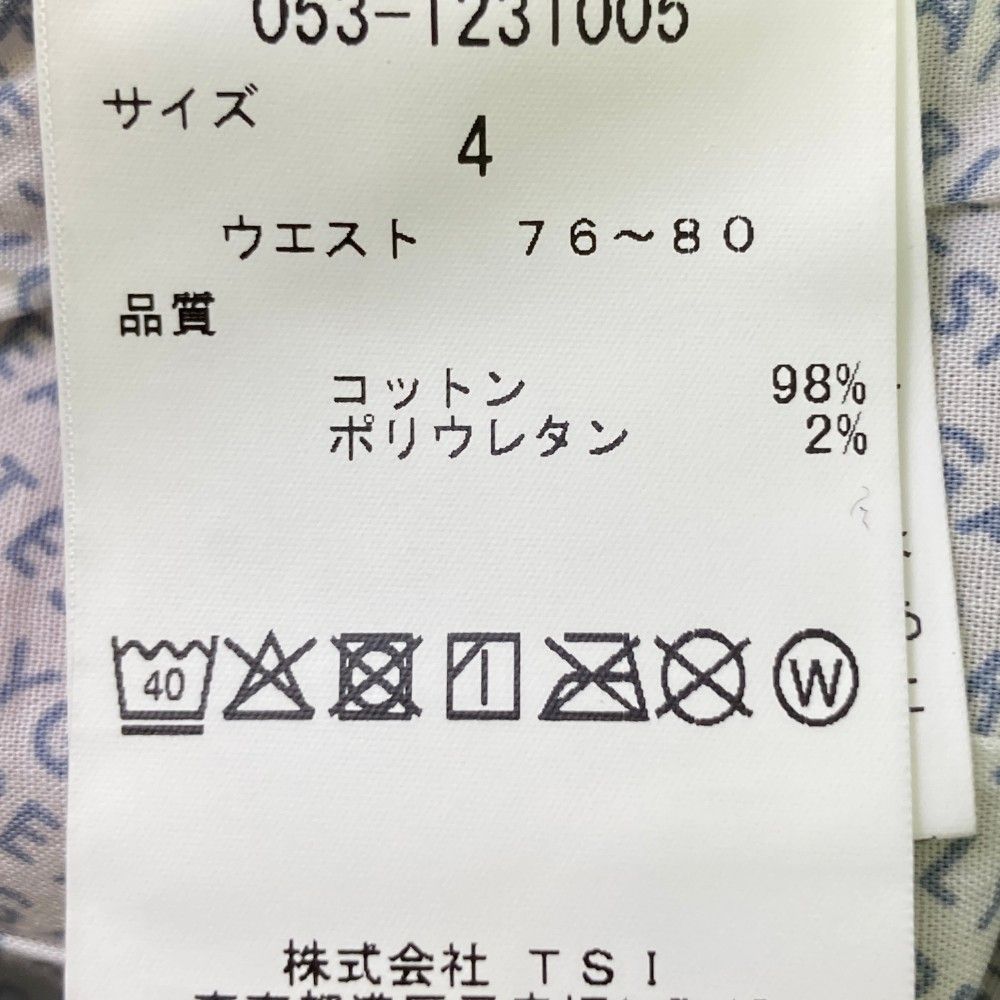 053-1231005
サイズ
4
ウエスト 76～80
品質
コットン 98%
ポリウレタン 2%
40
W
株式会社 TSI